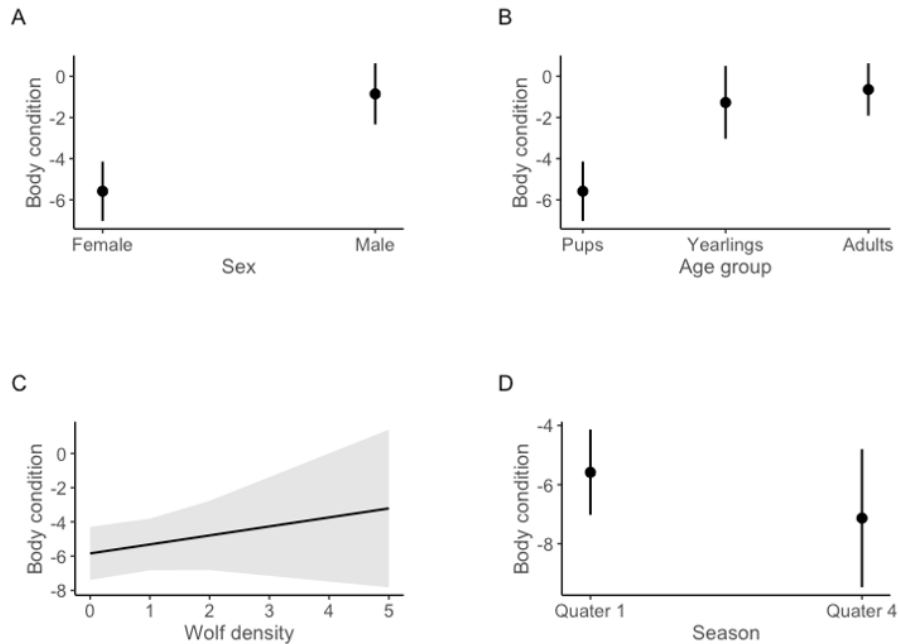 A
Body condition
0
-2
-4
-6
Female
Male
Sex
B
Body condition
0
-2
-4
-6
Pups
Yearlings
Adults
Age group
C
Body condition
0
-2
-4
-6
-8
0
1
2
3
4
5
Wolf density
D
Body condition
-4
-6
-8
Quater 1
Quater 4
Season